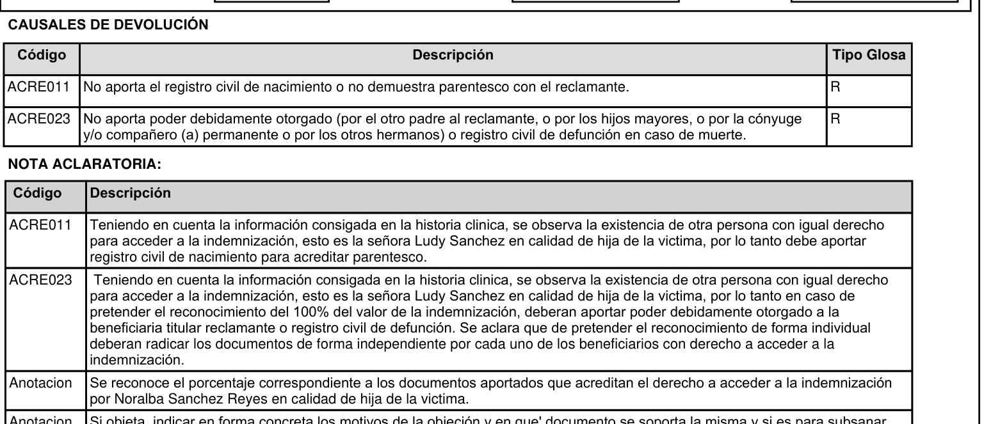 CAUSALES DE DEVOLUCIÓN
Código Descripción Tipo Glosa
ACRE011 No aporta el registro civil de nacimiento o no demuestra parentesco con el reclamante. R
ACRE023 No aporta poder debidamente otorgado (por el otro padre al reclamante, o por los hijos mayores, o por la cónyuge R
y/o compañero (a) permanente o por los otros hermanos) o registro civil de defunción en caso de muerte.
NOTA ACLARATORIA:
Código Descripción
ACRE011 Teniendo en cuenta la información consigada en la historia clinica, se observa la existencia de otra persona con igual derecho
para acceder a la indemnización, esto es la señora Ludy Sanchez en calidad de hija de la victima, por lo tanto debe aportar
registro civil de nacimiento para acreditar parentesco.
ACRE023 Teniendo en cuenta la información consigada en la historia clinica, se observa la existencia de otra persona con igual derecho
para acceder a la indemnización, esto es la señora Ludy Sanchez en calidad de hija de la victima, por lo tanto en caso de
pretender el reconocimiento del 100% del valor de la indemnización, deberan aportar poder debidamente otorgado a la
beneficiaria titular reclamante o registro civil de defunción. Se aclara que de pretender el reconocimiento de forma individual
deberan radicar los documentos de forma independiente por cada uno de los beneficiarios con derecho a acceder a la
indemnización.
Anotacion Se reconoce el porcentaje correspondiente a los documentos aportados que acreditan el derecho a acceder a la indemnización
por Noralba Sanchez Reyes en calidad de hija de la victima.
Anotacion Si objeta, indicar en forma concreta los motivos de la objeción y en que' documento se soporta la misma y si es para subsanar